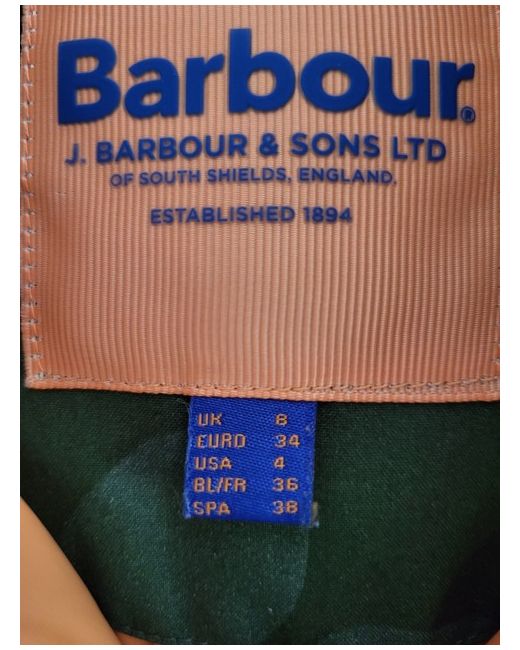 Barbour®
J. BARBOUR & SONS LTD
OF SOUTH SHIELDS, ENGLAND.
ESTABLISHED 1894
UK 8
EURO 34
USA 4
BL/FR 36
SPA 38